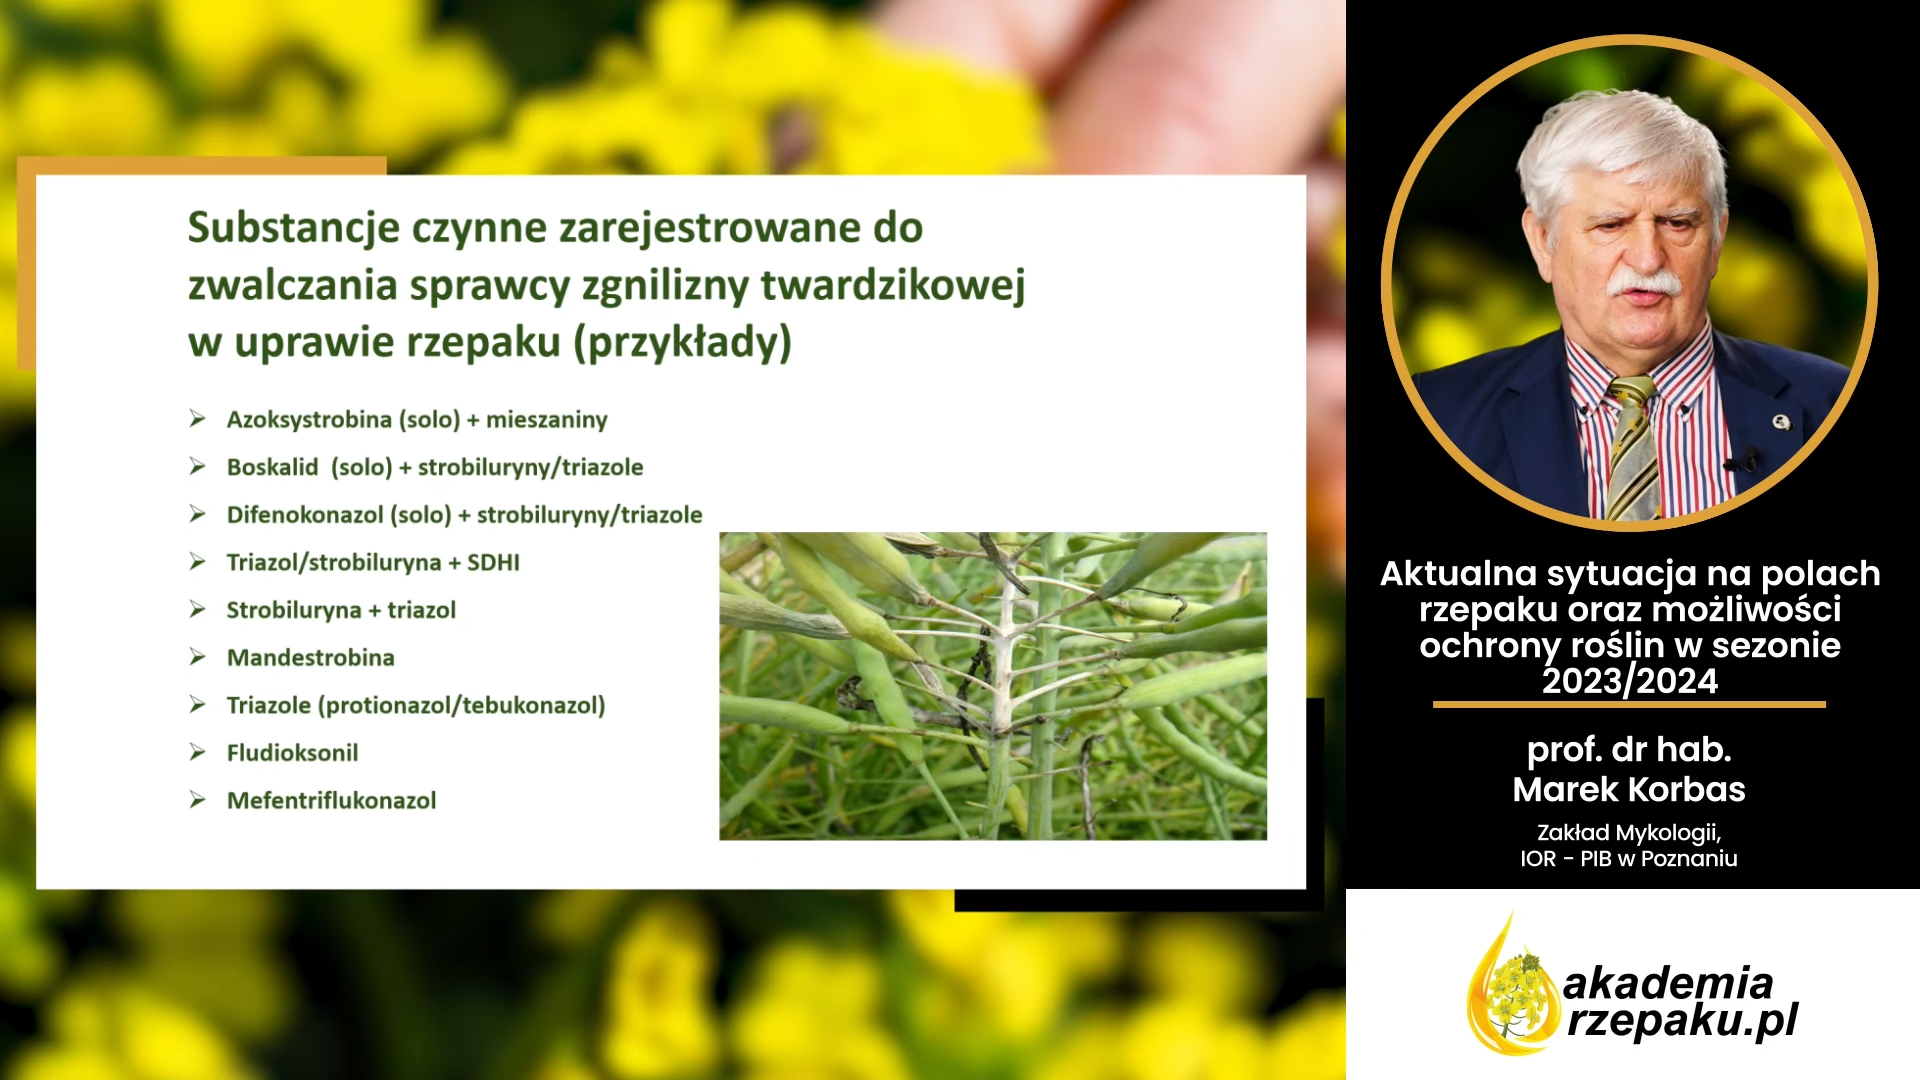 Substancje czynne zarejestrowane do
zwalczania sprawcy zgnilizny twardzikowej
w uprawie rzepaku (przykłady)
Azoksystrobina (solo) + mieszaniny
Boskalid (solo) + strobiluryny/triazole
Difenokonazol (solo) + strobiluryny/triazole
Triazol/strobiluryna + SDHI
Strobiluryna + triazol
Mandestrobina
Triazole (protionazol/tebukonazol)
Fludioksonil
Mefentriflukonazol
Aktualna sytuacja na polach
rzepaku oraz możliwości
ochrony roślin w sezonie
2023/2024
prof. dr hab.
Marek Korbas
Zakład Mykologii,
IOR - PIB w Poznaniu
akademia
rzepaku.pl